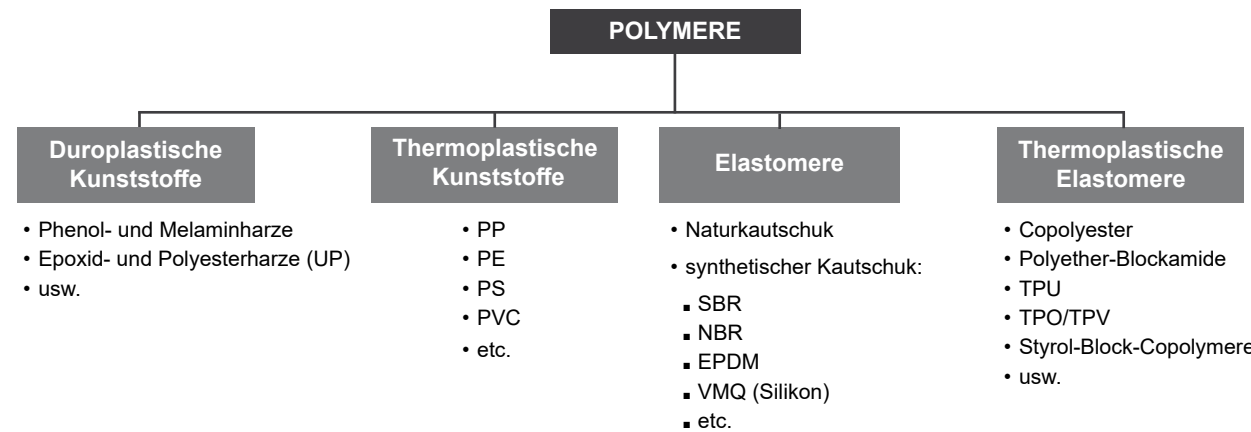 POLYMERE
Duroplastische
Kunststoffe
• Phenol- und Melaminharze
• Epoxid- und Polyesterharze (UP)
• usw.
Thermoplastische
Kunststoffe
• PP
• PE
• PS
• PVC
• etc.
Elastomere
• Naturkautschuk
• synthetischer Kautschuk:
▪ SBR
▪ NBR
▪ EPDM
▪ VMQ (Silikon)
▪ etc.
Thermoplastische
Elastomere
• Copolyester
• Polyether-Blockamide
• TPU
• TPO/TPV
• Styrol-Block-Copolymere
• usw.